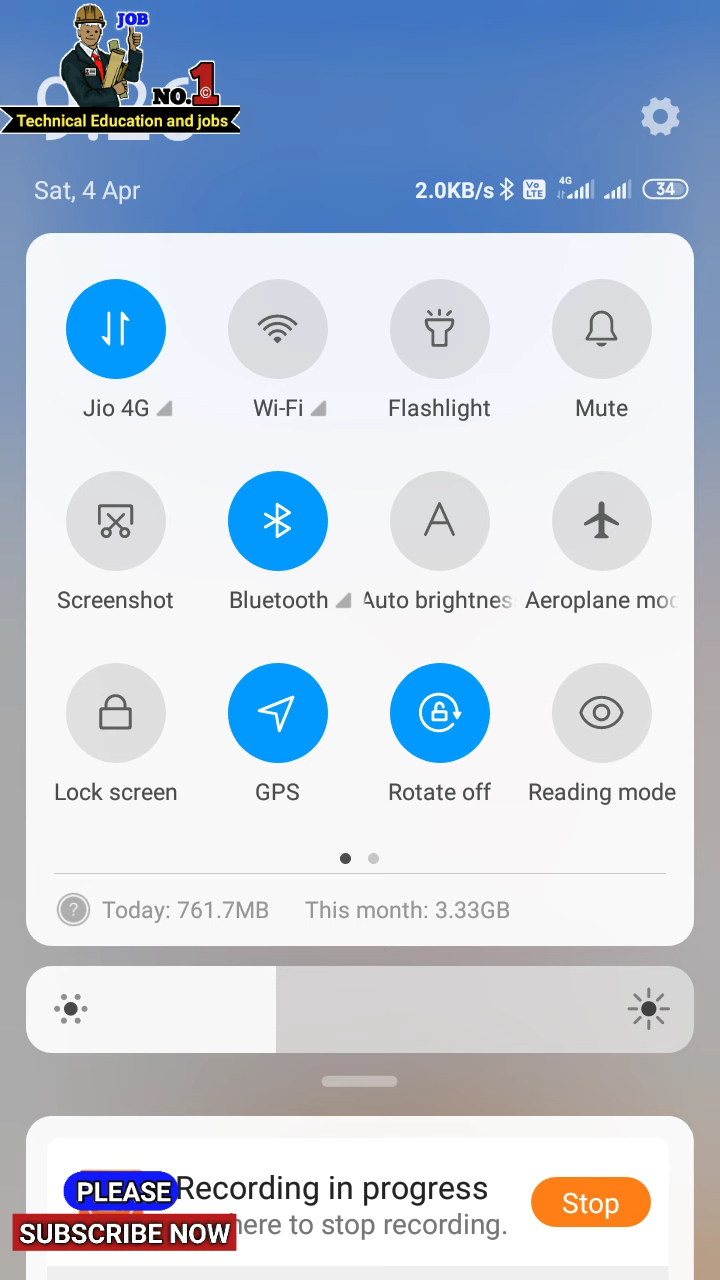 JOB
NO.1
©
Technical Education and jobs
Sat, 4 Apr
2.0KB/s
Vo LTE
4G
34
Jio 4G
Wi-Fi
Flashlight
Mute
Screenshot
Bluetooth
Auto brightnes
Aeroplane mo
Lock screen
GPS
Rotate off
Reading mode
? Today: 761.7MB This month: 3.33GB
PLEASE
Recording in progress
Stop
SUBSCRIBE NOW
here to stop recording.